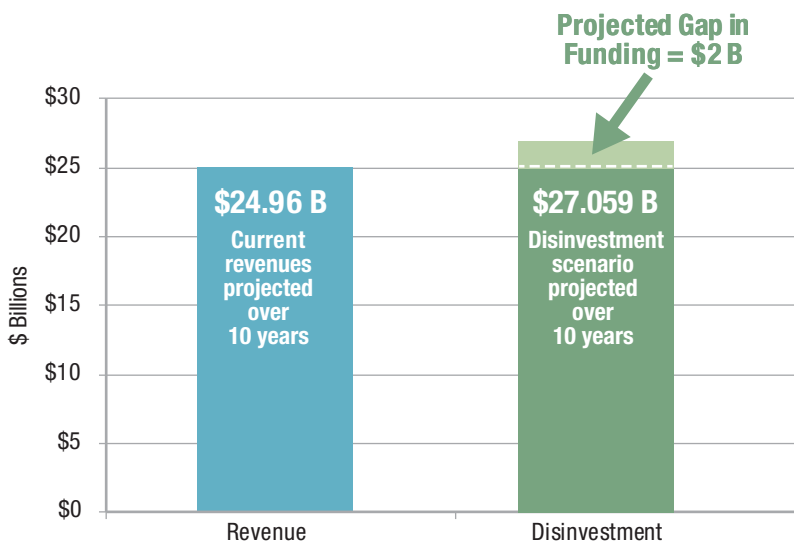 Projected Gap in
Funding = $2 B
$30
$25
$20
$15
$10
$5
$0
$ Billions
$24.96 B
Current
revenues
projected
over
10 years
$27.059 B
Disinvestment
scenario
projected
over
10 years
Revenue
Disinvestment